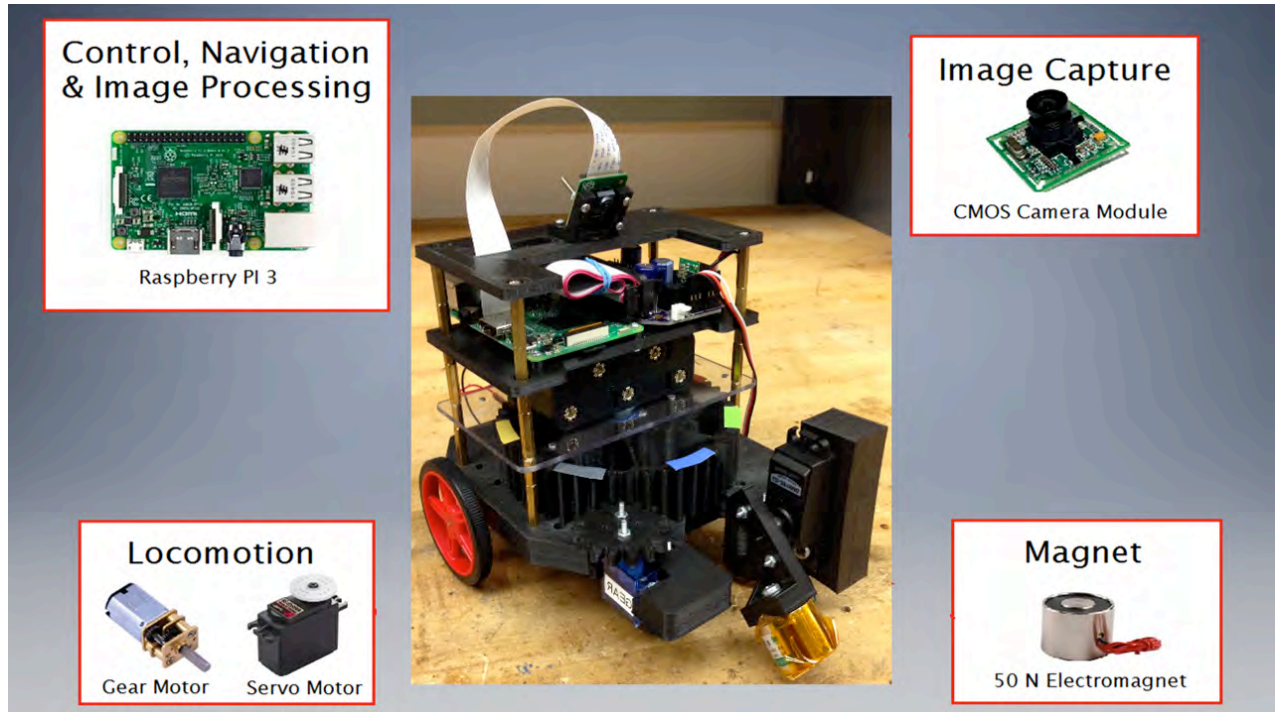 Control, Navigation
& Image Processing
Raspberry PI 3
Image Capture
CMOS Camera Module
Locomotion
Gear Motor
Servo Motor
GEAR
Magnet
50 N Electromagnet